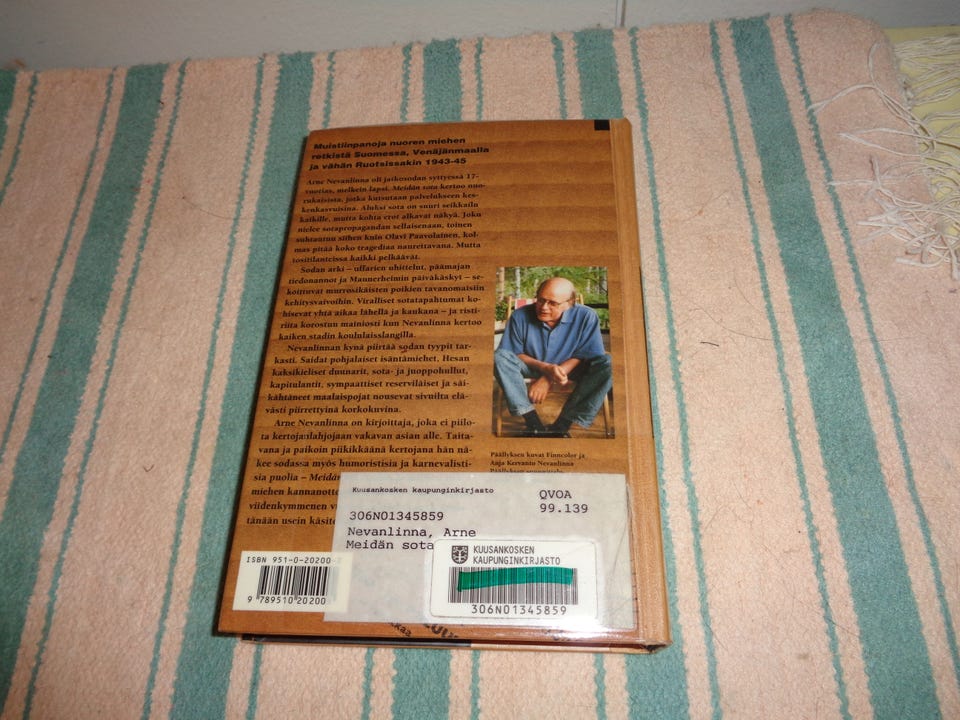 Muistiinpanoja nuoren miehen
retkistä Suomessa, Venäjänmaalla
ja vähän Ruotsissakin 1943-45
Arne Nevanlinna oli jatkosodan syttyessä 17-
vuotias, melkein lapsi. Meidän sota kertoo nuo-
rukaisista, jotka kutsutaan palvelukseen kes-
kenkasvuisina. Aluksi sota on suuri seikkailu
kaikille, mutta kohta erot alkavat näkyä. Joku
nielee sotapropagandan sellaisenaan, toinen
suhtautuu siihen kuin Olavi Paavolainen, kol-
mas pitää koko tragediaa naurettavana. Mutta
tositilanteissa kaikki pelkäävät.
Sodan arki – uffarien uhittelut, päämajan
tiedonannot ja Mannerheimin päiväkäskyt – se-
koittuvat murrosikäisten poikien tavanomaisiin
kehitysvaivoihin. Viralliset sotatapahtumat ko-
hisevat yhtä aikaa lähellä ja kaukana – ja risti-
riita korostuu mainiosti kun Nevanlinna kertoo
kaiken stadin koululaisslangilla.
Nevanlinnan kynä piirtää sodan tyypit tar-
kasti. Saidat pohjalaiset isäntämiehet, Hesan
kaksikieliset duunarit, sota- ja juoppohullut,
kapitulantit, sympaattiset reserviläiset ja säi-
kähtäneet maalaispojat nousevat sivuilta elä-
västi piirrettyinä korkokuvina.
Arne Nevanlinna on kirjoittaja, joka ei piilo-
ta kertojanlahjojaan vakavan asian alle. Taita-
vana ja paikoin piikikkäänä kertojana hän nä-
kee sodassa myös humoristisia ja karnevalisti-
sia puolia – Meidän
miehen kannanotto
viidenkymmenen v
tänään usein käsite
Päällyksen kuvat Finncolor ja
Anja Kervanto Nevanlinna
Kuusankosken kaupunginkirjasto
QVOA
99.139
306N01345859
Nevanlinna, Arne
Meidän sota
KUUSANKOSKEN
KAUPUNGINKIRJASTO
306N01345859
ISBN 951-0-20200-
9 789510 20200